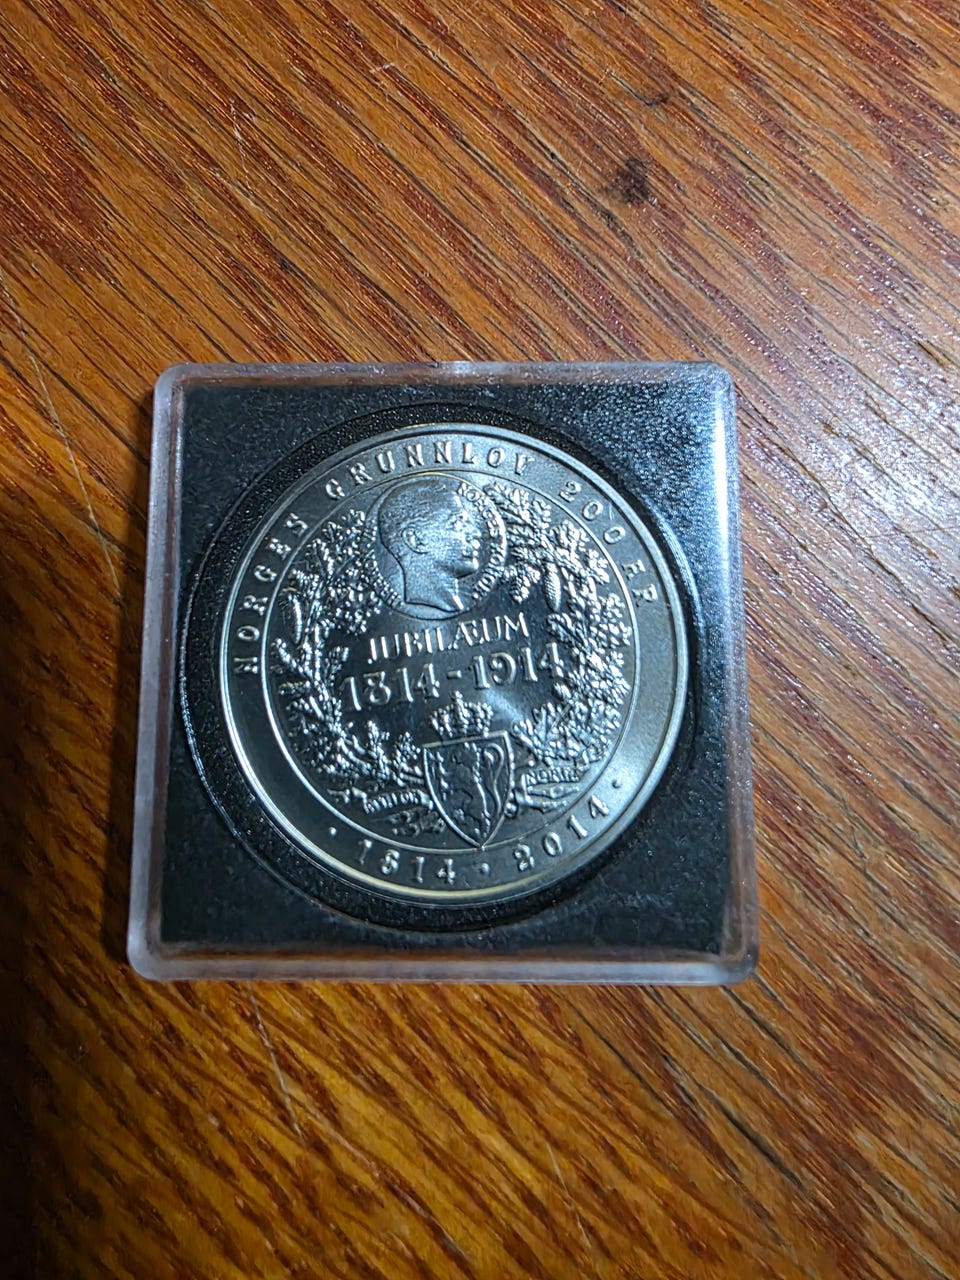 NORGES GRUNNLOV 200 ÅR
JUBILÆUM
1814-1914
· 1814 · 2014 ·